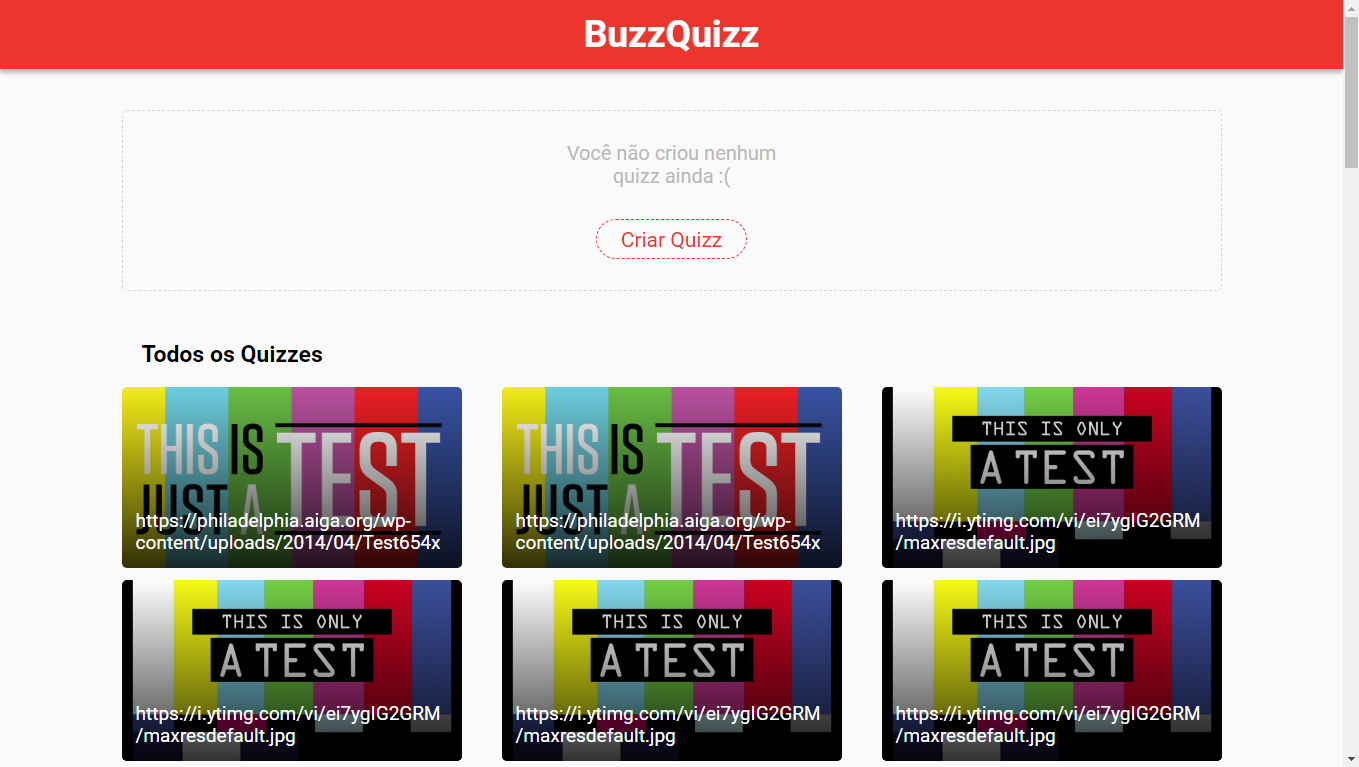 BuzzQuizz
Você não criou nenhum
quizz ainda :(
Criar Quizz
Todos os Quizzes
THIS IS
JUST A TEST
https://philadelphia.aiga.org/wp-
content/uploads/2014/04/Test654x
THIS IS
JUST A TEST
https://philadelphia.aiga.org/wp-
content/uploads/2014/04/Test654x
THIS IS ONLY
A TEST
https://i.ytimg.com/vi/ei7ygIG2GRM
/maxresdefault.jpg
THIS IS ONLY
A TEST
https://i.ytimg.com/vi/ei7ygIG2GRM
/maxresdefault.jpg
THIS IS ONLY
A TEST
https://i.ytimg.com/vi/ei7ygIG2GRM
/maxresdefault.jpg
THIS IS ONLY
A TEST
https://i.ytimg.com/vi/ei7ygIG2GRM
/maxresdefault.jpg